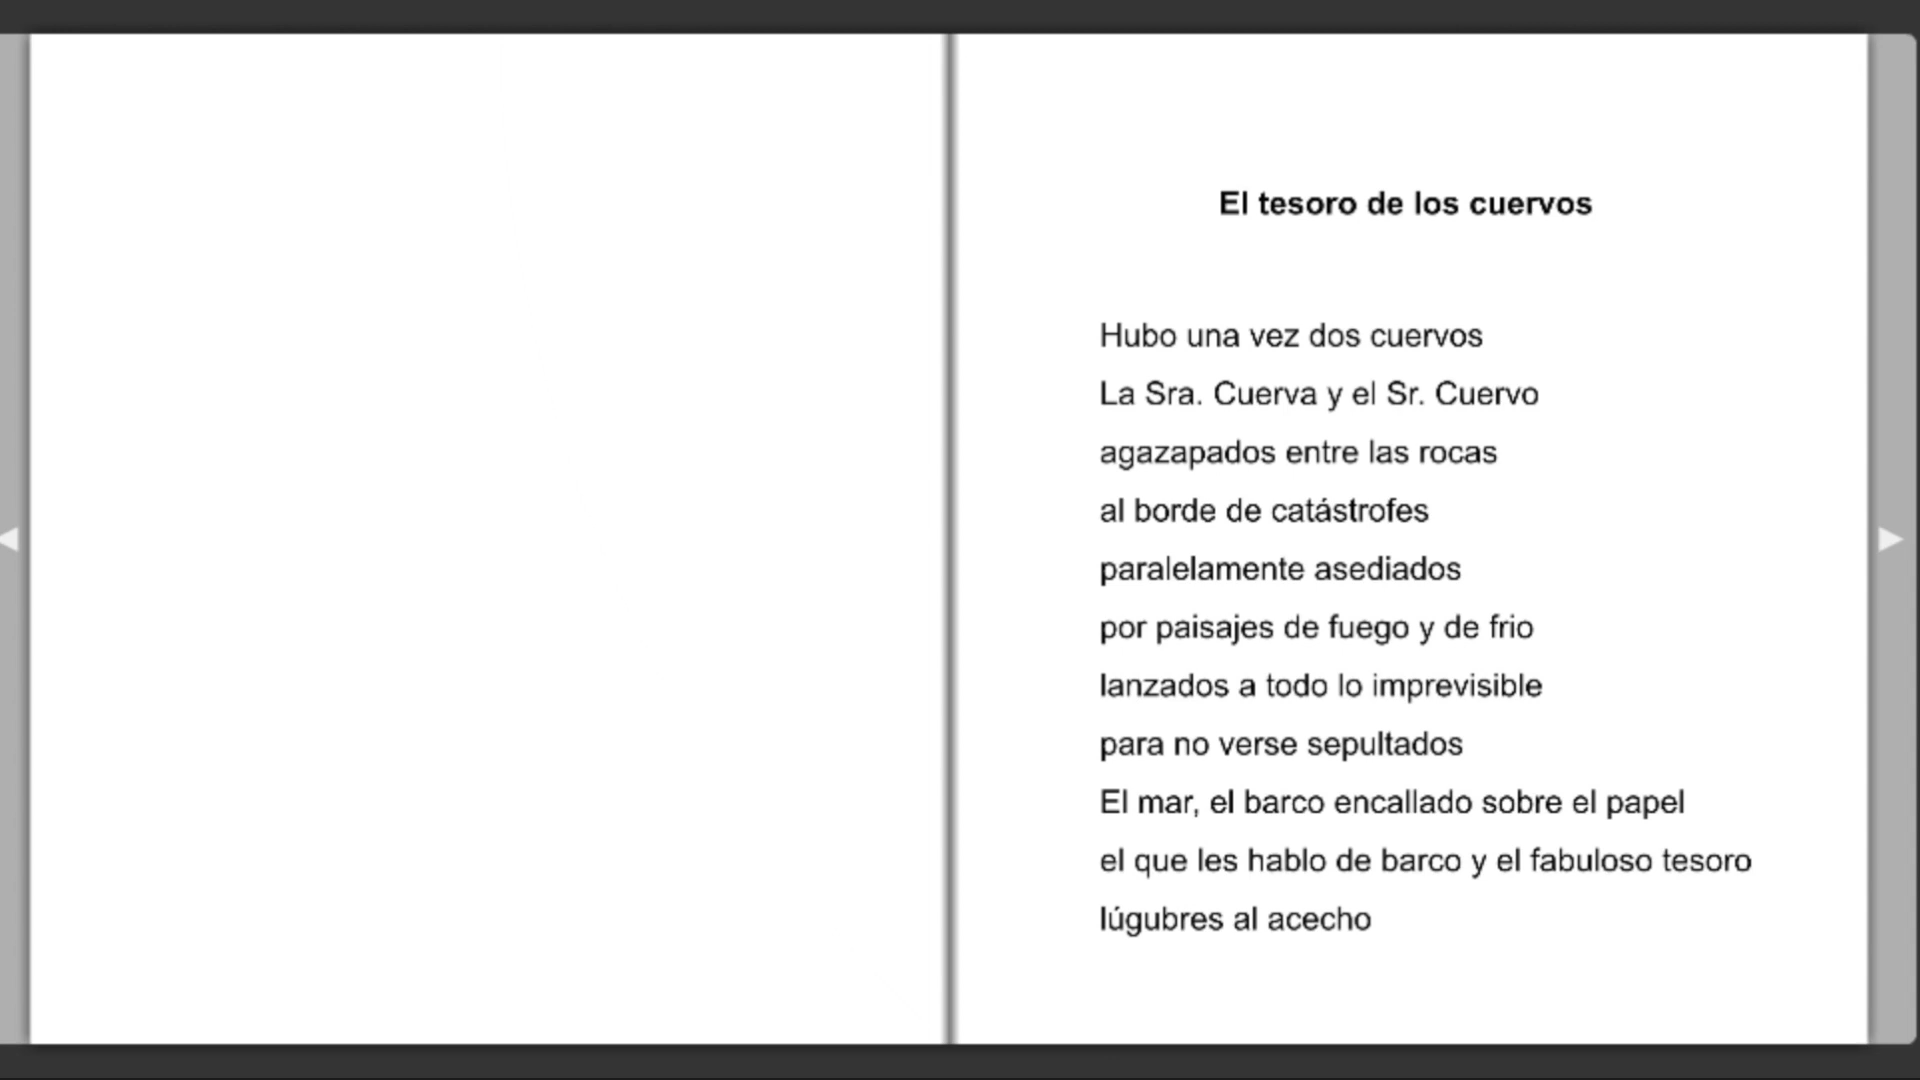 El tesoro de los cuervos
Hubo una vez dos cuervos
La Sra. Cuerva y el Sr. Cuervo
agazapados entre las rocas
al borde de catástrofes
paralelamente asediados
por paisajes de fuego y de frio
lanzados a todo lo imprevisible
para no verse sepultados
El mar, el barco encallado sobre el papel
el que les hablo de barco y el fabuloso tesoro
lúgubres al acecho